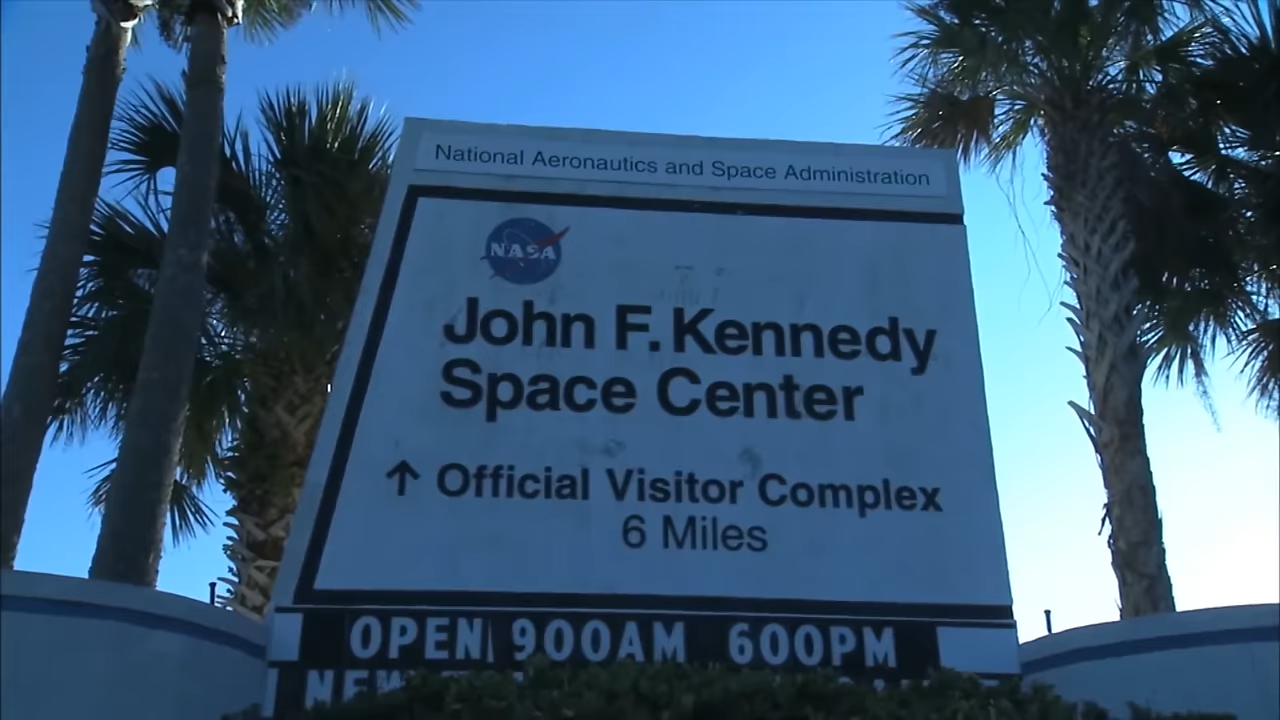 National Aeronautics and Space Administration
NASA
John F. Kennedy
Space Center
↑ Official Visitor Complex
6 Miles
OPEN 900AM 600PM